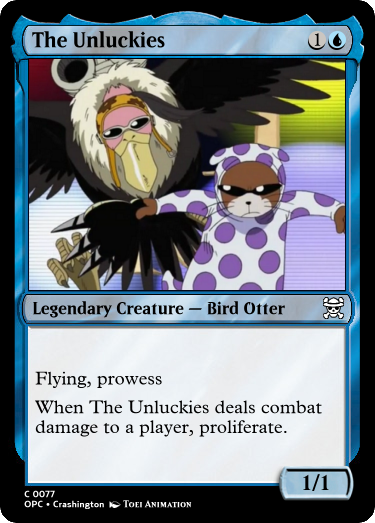 The Unluckies 1
Legendary Creature — Bird Otter
Flying, prowess
When The Unluckies deals combat
damage to a player, proliferate.
1/1
C 0077
OPC • Crashington Toei Animation